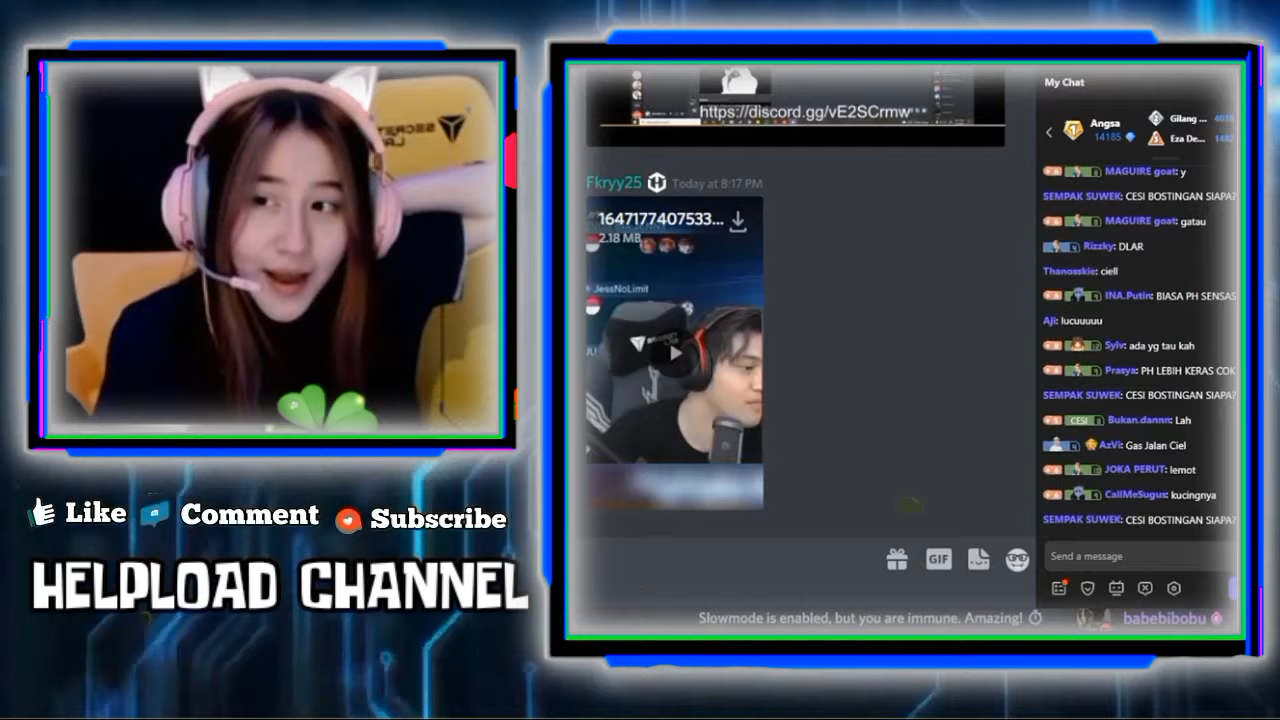 https://discord.gg/vE2SCrmw
Fkryy25 Today at 8:17 PM
1647177407533...
2.18 MB
JessNoLimit
GIF
Slowmode is enabled, but you are immune. Amazing!
My Chat
Angsa
14185
Gilang ...
Eza De...
MAGUIRE goat: y
SEMPAK SUWEK: CESI BOSTINGAN SIAPA?
MAGUIRE goat: gatau
Rizzky: DLAR
Thanosskie: ciell
INA.Putin: BIASA PH SENSAS
Aji: lucuuuuu
Sylv: ada yg tau kah
Prasya: PH LEBIH KERAS COK
SEMPAK SUWEK: CESI BOSTINGAN SIAPA?
CESI Bukan.dannn: Lah
AzVi: Gas Jalan Ciel
JOKA PERUT: lemot
CallMeSugus: kucingnya
SEMPAK SUWEK: CESI BOSTINGAN SIAPA?
Send a message
babebibobu
Like Comment Subscribe
HELPLOAD CHANNEL